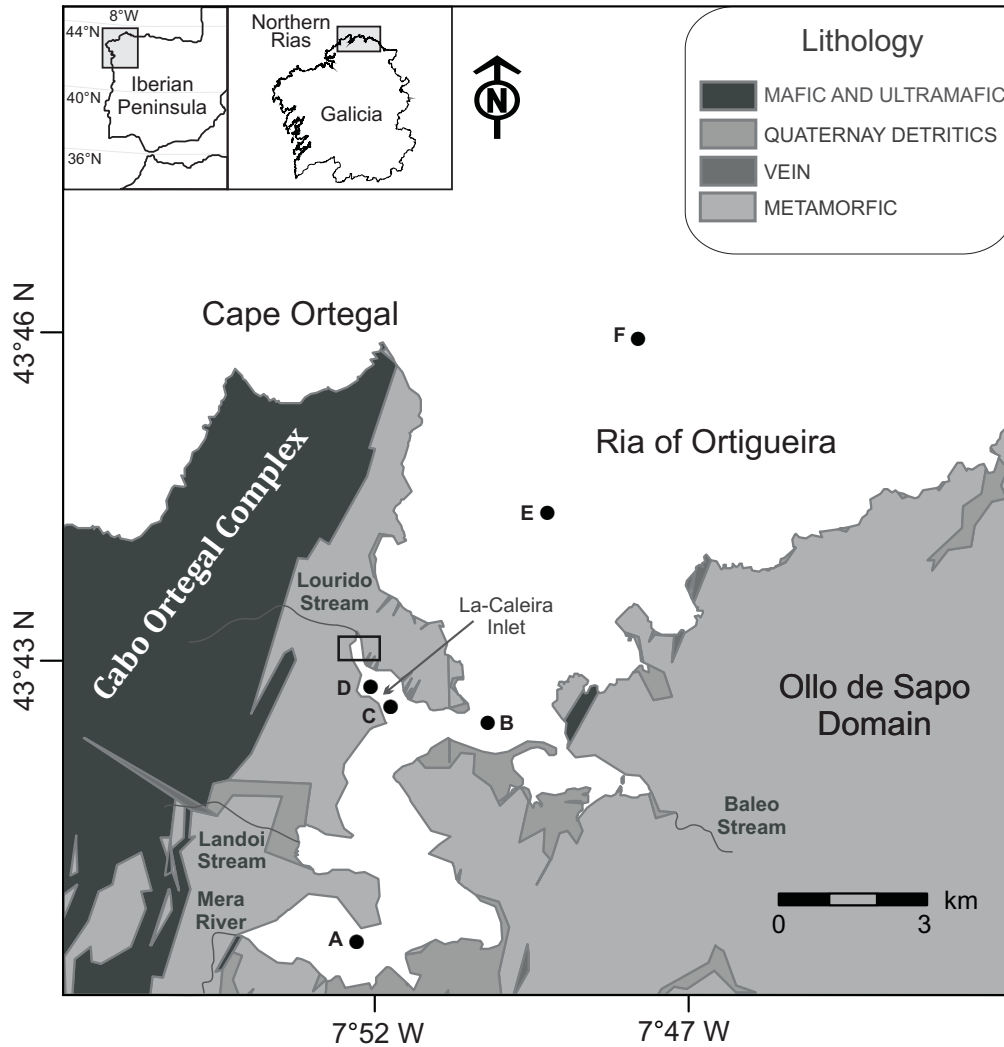 8°W
44°N
40°N
36°N
Iberian
Peninsula
Northern
Rias
Galicia
N
Lithology
MAFIC AND ULTRAMAFIC
QUATERNAY DETRITICS
VEIN
METAMORFIC
43°46 N
43°43 N
Cape Ortegal
F
Ria of Ortigueira
E
Cabo Ortegal Complex
Lourido
Stream
La-Caleira
Inlet
D
C
B
Ollo de Sapo
Domain
Baleo
Stream
Landoi
Stream
Mera
River
A
km
0
3
7°52 W
7°47 W